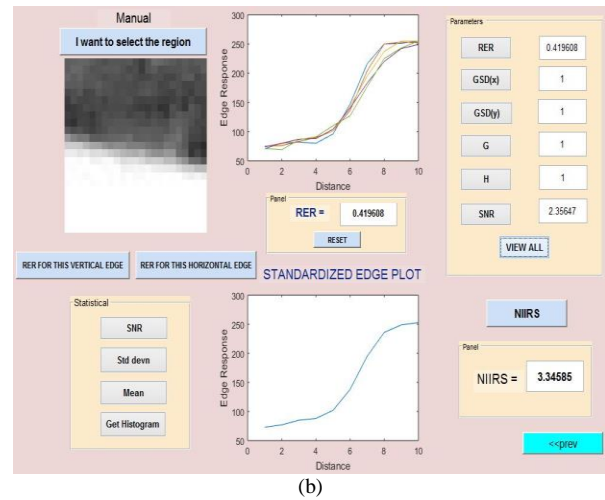 Manual
I want to select the region
300
250
200
150
100
50
0 2 4 6 8 10
Edge Response
Distance
Panel
RER = 0.419608
RESET
RER FOR THIS VERTICAL EDGE
RER FOR THIS HORIZONTAL EDGE
STANDARDIZED EDGE PLOT
Statistical
SNR
Std devn
Mean
Get Histogram
300
250
200
150
100
50
0 2 4 6 8 10
Edge Response
Distance
Parameters
RER 0.419608
GSD(x) 1
GSD(y) 1
G 1
H 1
SNR 2.35647
VIEW ALL
NIIRS
Panel
NIIRS = 3.34585
<<prev
(b)